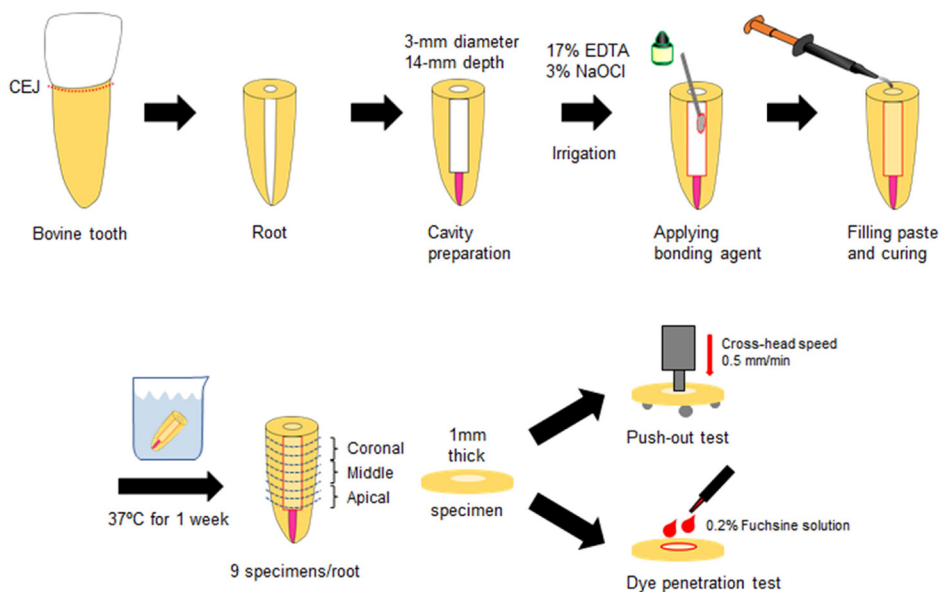 CEJ
Bovine tooth
Root
3-mm diameter
14-mm depth
Cavity
preparation
17% EDTA
3% NaOCl
Irrigation
Applying
bonding agent
Filling paste
and curing
37ºC for 1 week
Coronal
Middle
Apical
9 specimens/root
1mm
thick
specimen
Cross-head speed
0.5 mm/min
Push-out test
0.2% Fuchsine solution
Dye penetration test